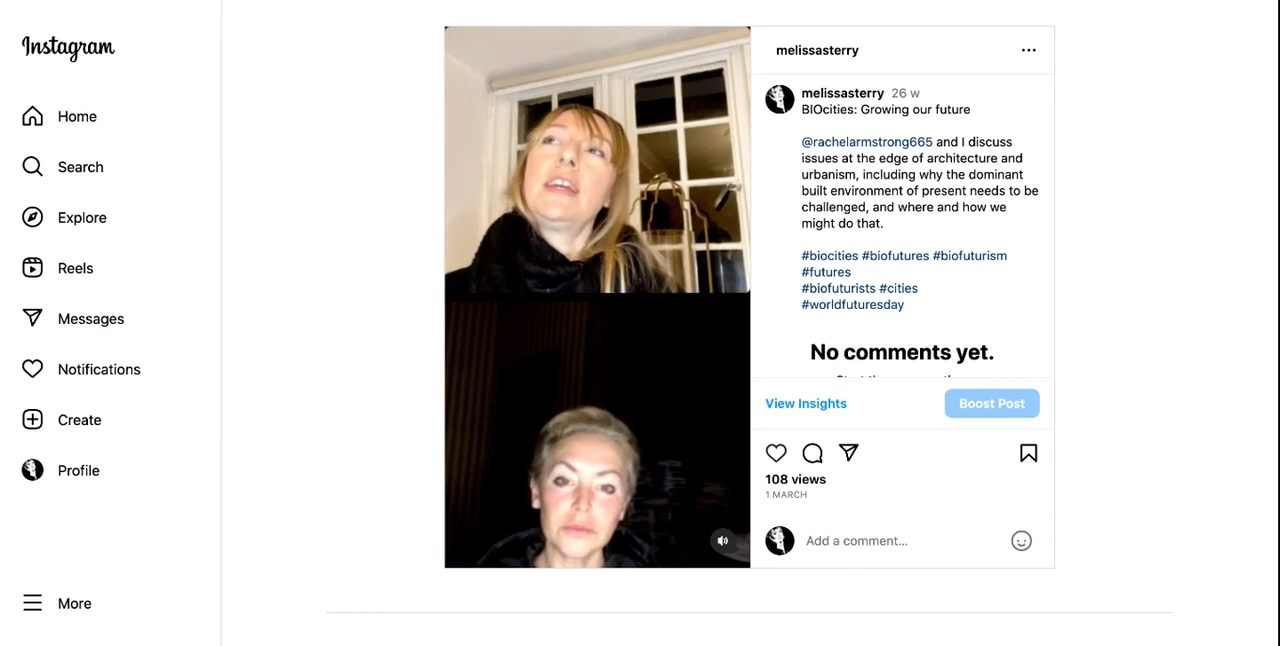 Instagram
Home
Search
Explore
Reels
Messages
Notifications
Create
Profile
More
melissasterry
melissasterry 26 w
BIOcities: Growing our future
@rachelarmstrong665 and I discuss
issues at the edge of architecture and
urbanism, including why the dominant
built environment of present needs to be
challenged, and where and how we
might do that.
#biocities #biofutures #biofuturism
#futures
#biofuturists #cities
#worldfuturesday
No comments yet.
View Insights
Boost Post
108 views
1 MARCH
Add a comment...